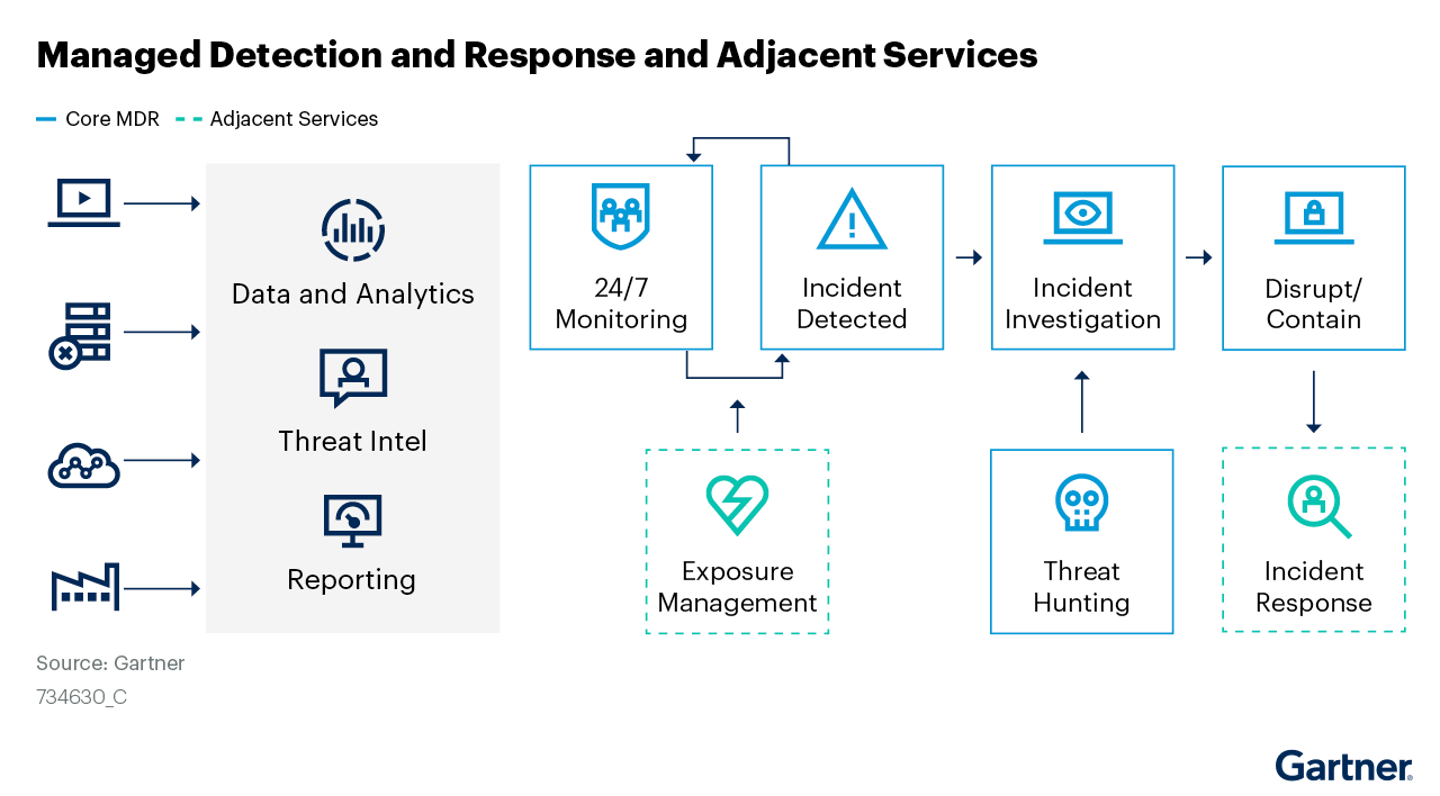 Managed Detection and Response and Adjacent Services
Core MDR
Adjacent Services
Data and Analytics
Threat Intel
Reporting
24/7
Monitoring
Incident
Detected
Incident
Investigation
Disrupt/
Contain
Exposure
Management
Threat
Hunting
Incident
Response
Source: Gartner
734630_C
Gartner®